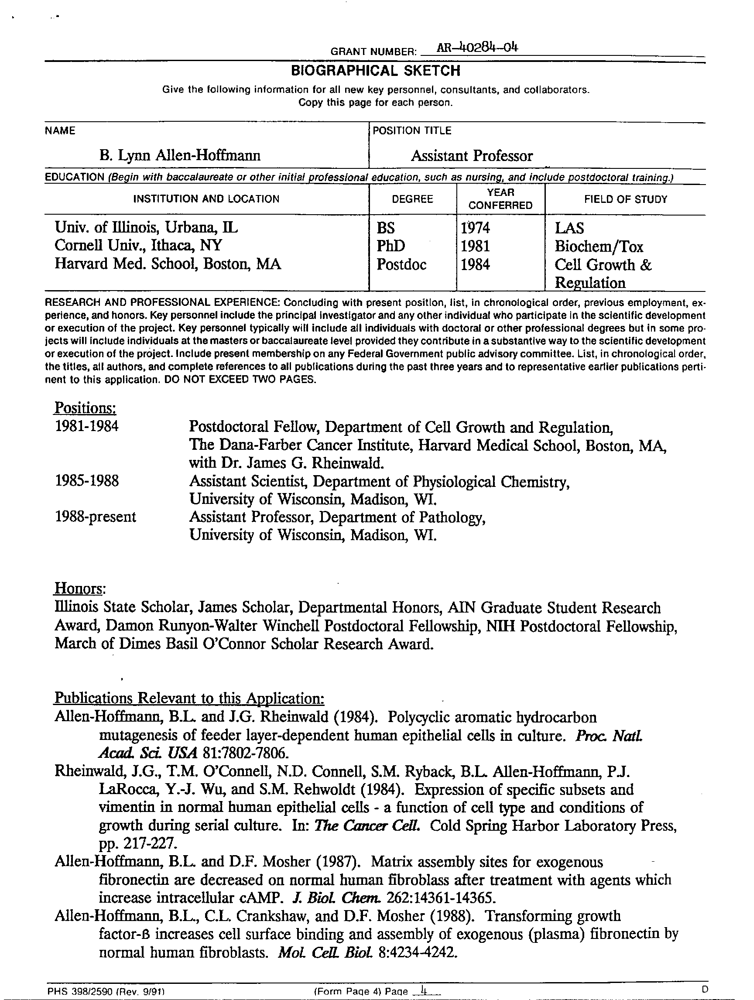 GRANT NUMBER: AR-40284-04
BIOGRAPHICAL SKETCH
Give the following information for all new key personnel, consultants, and collaborators.
Copy this page for each person.
NAME
POSITION TITLE
B. Lynn Allen-Hoffmann
Assistant Professor
EDUCATION (Begin with baccalaureate or other initial professional education, such as nursing, and include postdoctoral training.)
INSTITUTION AND LOCATION DEGREE YEAR CONFERRED FIELD OF STUDY
Univ. of Illinois, Urbana, IL BS 1974 LAS
Cornell Univ., Ithaca, NY PhD 1981 Biochem/Tox
Harvard Med. School, Boston, MA Postdoc 1984 Cell Growth &
Regulation
RESEARCH AND PROFESSIONAL EXPERIENCE: Concluding with present position, list, in chronological order, previous employment, ex-
perience, and honors. Key personnel include the principal investigator and any other individual who participate in the scientific development
or execution of the project. Key personnel typically will include all individuals with doctoral or other professional degrees but in some pro-
jects will include individuals at the masters or baccalaureate level provided they contribute in a substantive way to the scientific development
or execution of the project. Include present membership on any Federal Government public advisory committee. List, in chronological order,
the titles, all authors, and complete references to all publications during the past three years and to representative earlier publications perti-
nent to this application. DO NOT EXCEED TWO PAGES.
Positions:
1981-1984 Postdoctoral Fellow, Department of Cell Growth and Regulation,
The Dana-Farber Cancer Institute, Harvard Medical School, Boston, MA,
with Dr. James G. Rheinwald.
1985-1988 Assistant Scientist, Department of Physiological Chemistry,
University of Wisconsin, Madison, WI.
1988-present Assistant Professor, Department of Pathology,
University of Wisconsin, Madison, WI.
Honors:
Illinois State Scholar, James Scholar, Departmental Honors, AIN Graduate Student Research
Award, Damon Runyon-Walter Winchell Postdoctoral Fellowship, NIH Postdoctoral Fellowship,
March of Dimes Basil O'Connor Scholar Research Award.
Publications Relevant to this Application:
Allen-Hoffmann, B.L. and J.G. Rheinwald (1984). Polycyclic aromatic hydrocarbon
mutagenesis of feeder layer-dependent human epithelial cells in culture. Proc. Natl.
Acad. Sci. USA 81:7802-7806.
Rheinwald, J.G., T.M. O'Connell, N.D. Connell, S.M. Ryback, B.L. Allen-Hoffmann, P.J.
LaRocca, Y.-J. Wu, and S.M. Rehwoldt (1984). Expression of specific subsets and
vimentin in normal human epithelial cells - a function of cell type and conditions of
growth during serial culture. In: The Cancer Cell. Cold Spring Harbor Laboratory Press,
pp. 217-227.
Allen-Hoffmann, B.L. and D.F. Mosher (1987). Matrix assembly sites for exogenous
fibronectin are decreased on normal human fibroblass after treatment with agents which
increase intracellular cAMP. J. Biol. Chem. 262:14361-14365.
Allen-Hoffmann, B.L., C.L. Crankshaw, and D.F. Mosher (1988). Transforming growth
factor-ß increases cell surface binding and assembly of exogenous (plasma) fibronectin by
normal human fibroblasts. Mol. Cell. Biol. 8:4234-4242.
PHS 398/2590 (Rev. 9/91) (Form Page 4) Page 4 D